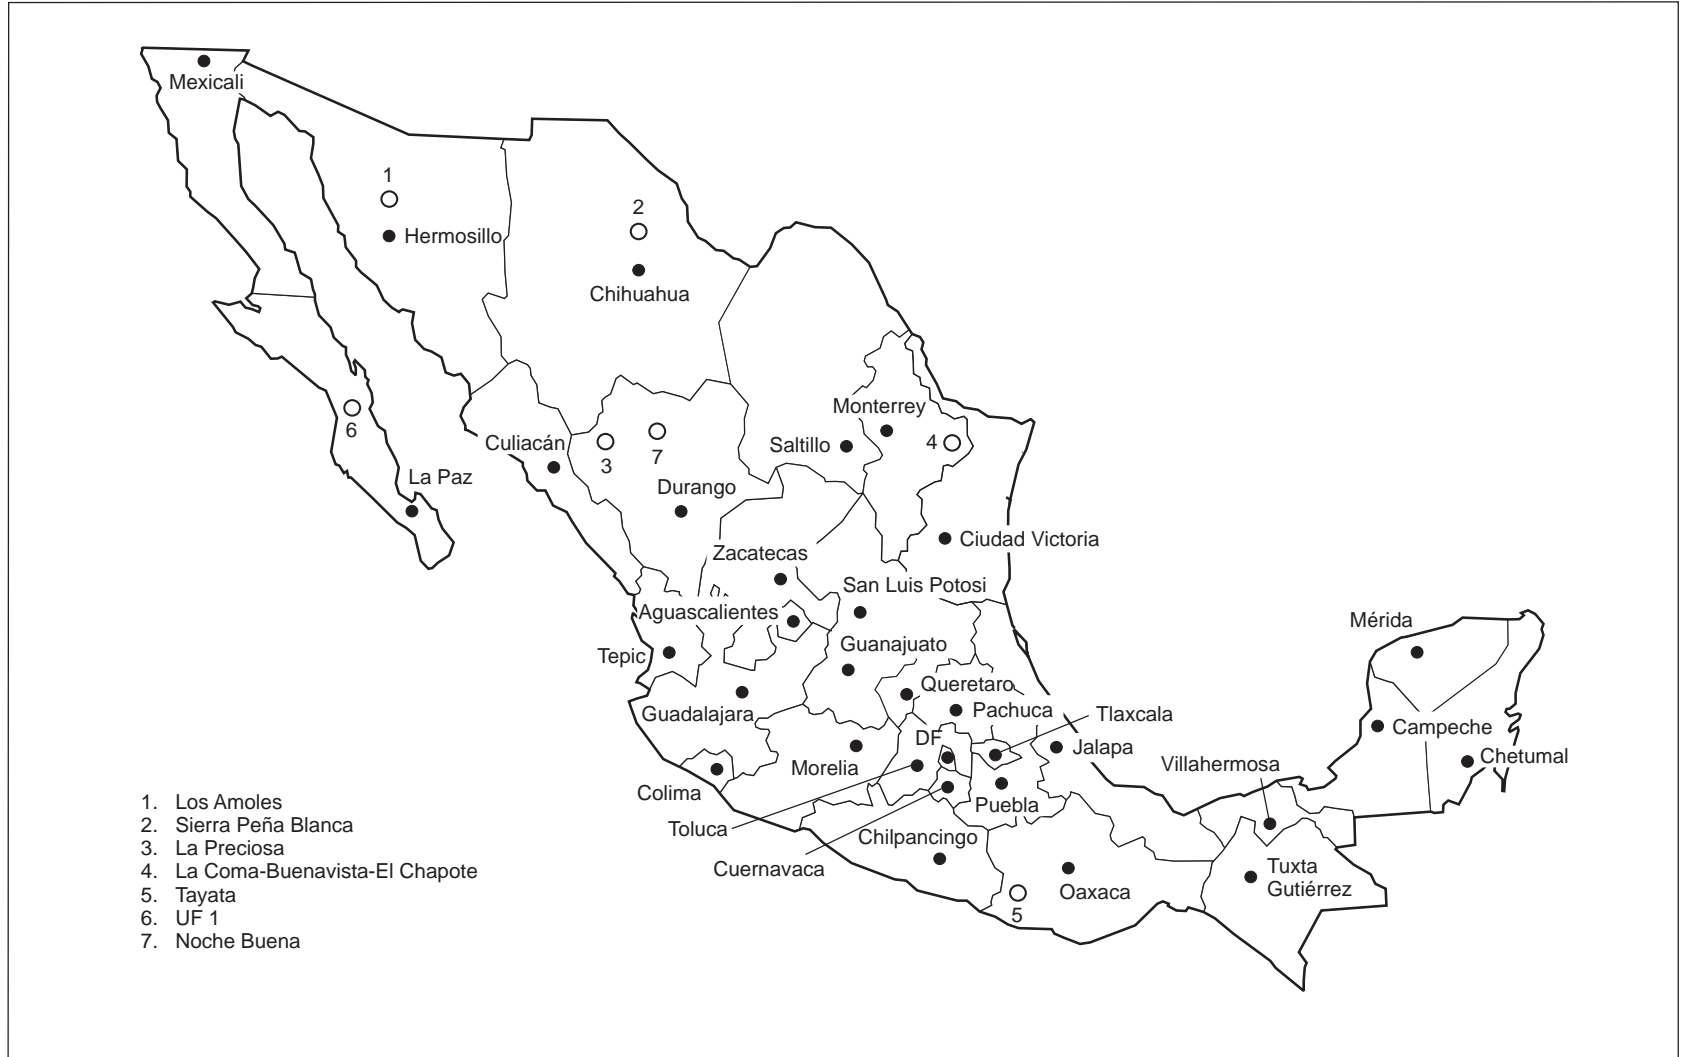 Mexicali
1
2
Hermosillo
Chihuahua
Monterrey
6
Culiacán
3
7
Saltillo
4
La Paz
Durango
Ciudad Victoria
Zacatecas
San Luis Potosi
Aguascalientes
Mérida
Guanajuato
Tepic
Queretaro
Guadalajara
Pachuca
Tlaxcala
Campeche
DF
Jalapa
Chetumal
Morelia
Villahermosa
Colima
Puebla
Toluca
Chilpancingo
Cuernavaca
Tuxta
Gutiérrez
Oaxaca
5
1. Los Amoles
2. Sierra Peña Blanca
3. La Preciosa
4. La Coma-Buenavista-El Chapote
5. Tayata
6. UF 1
7. Noche Buena